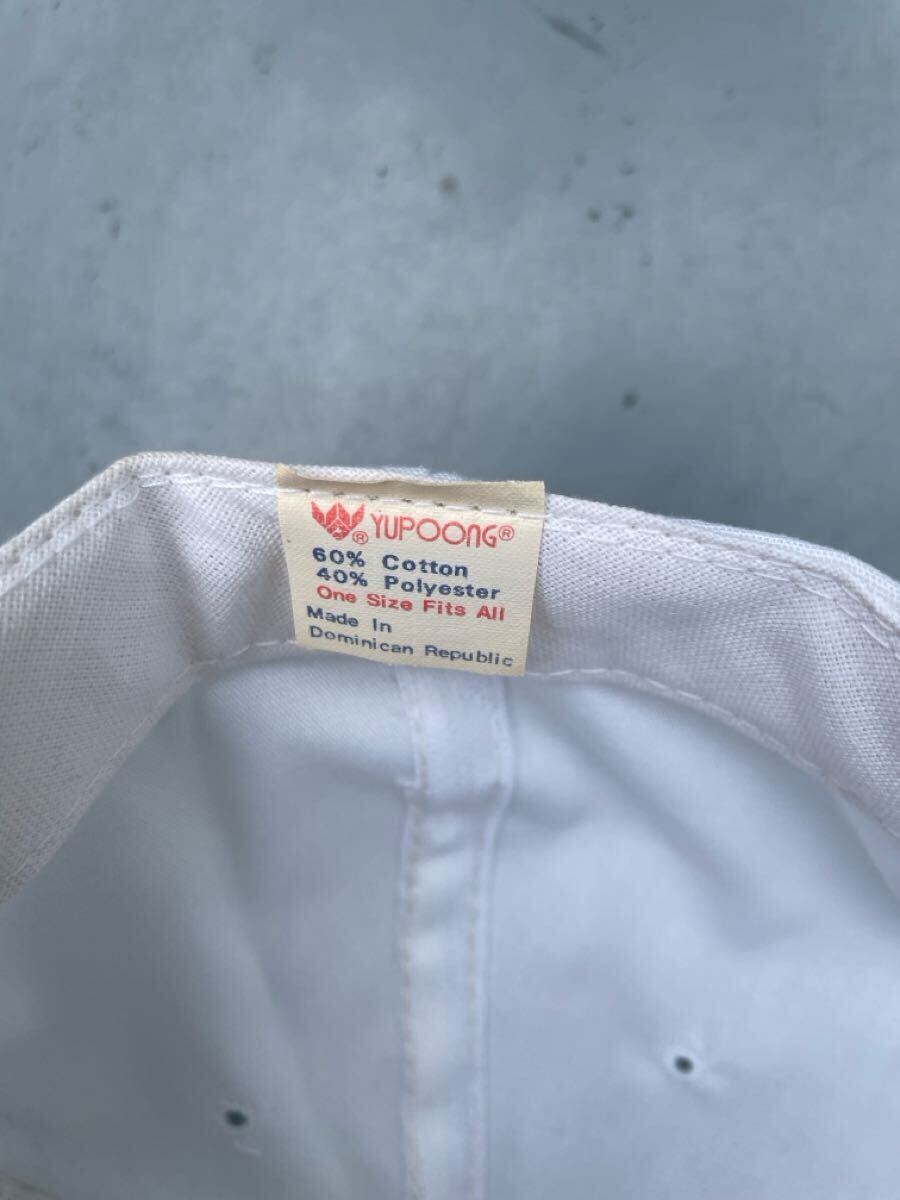 ® YUPOONG®
60% Cotton
40% Polyester
One Size Fits All
Made In
Dominican Republic